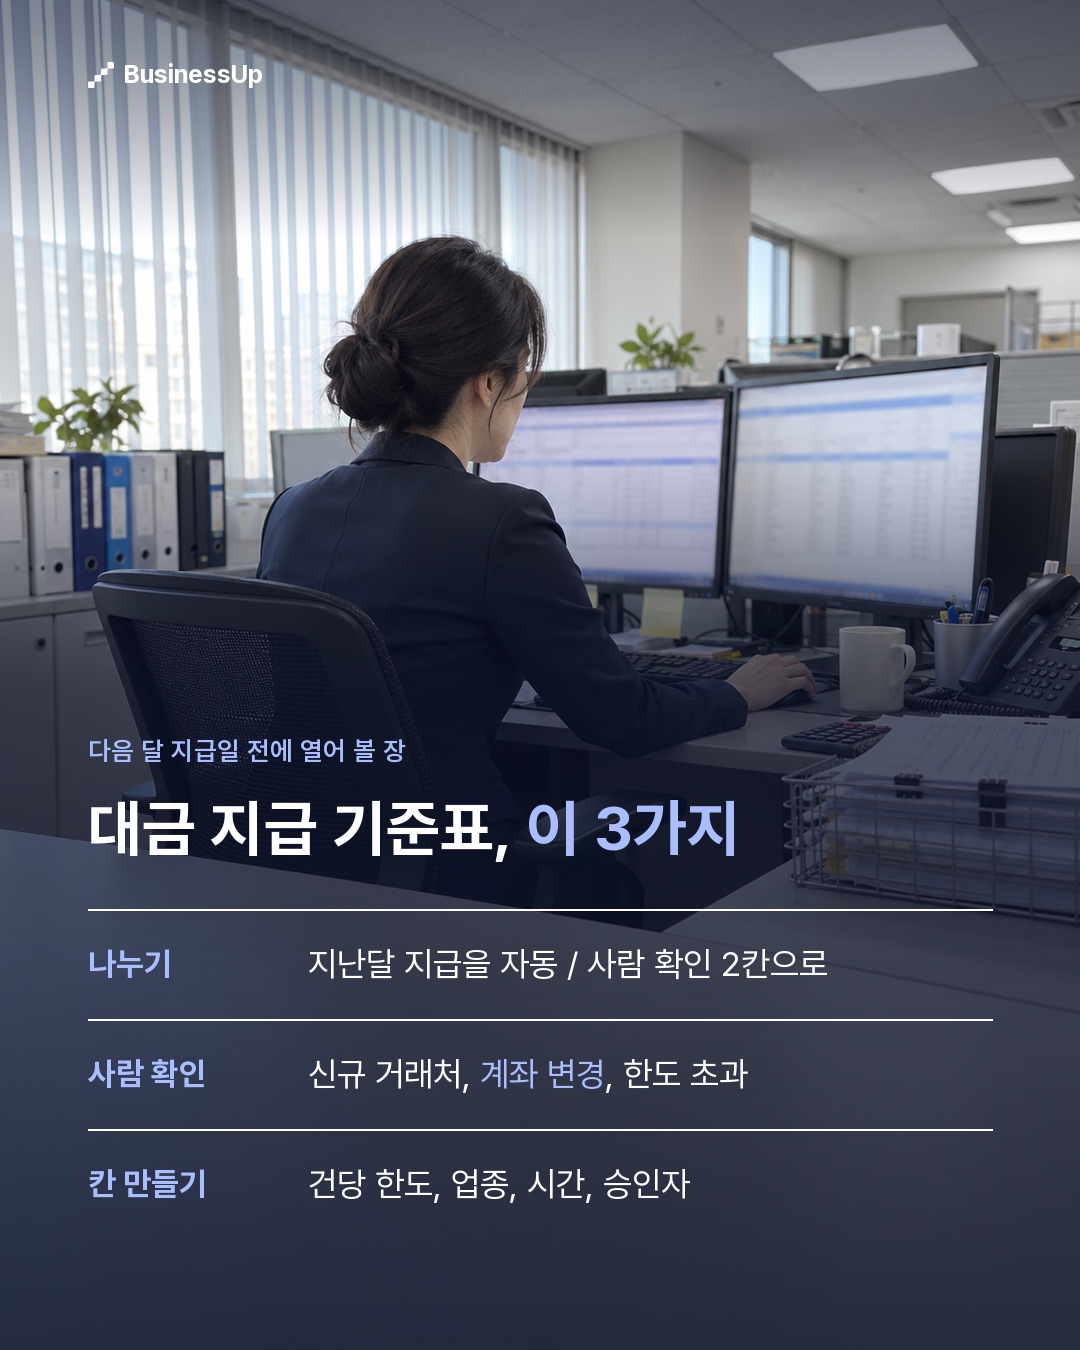 BusinessUp
다음 달 지급일 전에 열어 볼 장
대금 지급 기준표, 이 3가지
나누기 지난달 지급을 자동 / 사람 확인 2칸으로
사람 확인 신규 거래처, 계좌 변경, 한도 초과
칸 만들기 건당 한도, 업종, 시간, 승인자